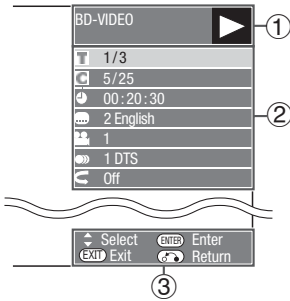 BD-VIDEO
1
T 1/3
C 5/25
00:20:30
2 English
2
1
1 DTS
Off
Select ENTER Enter
EXIT Exit Return
3